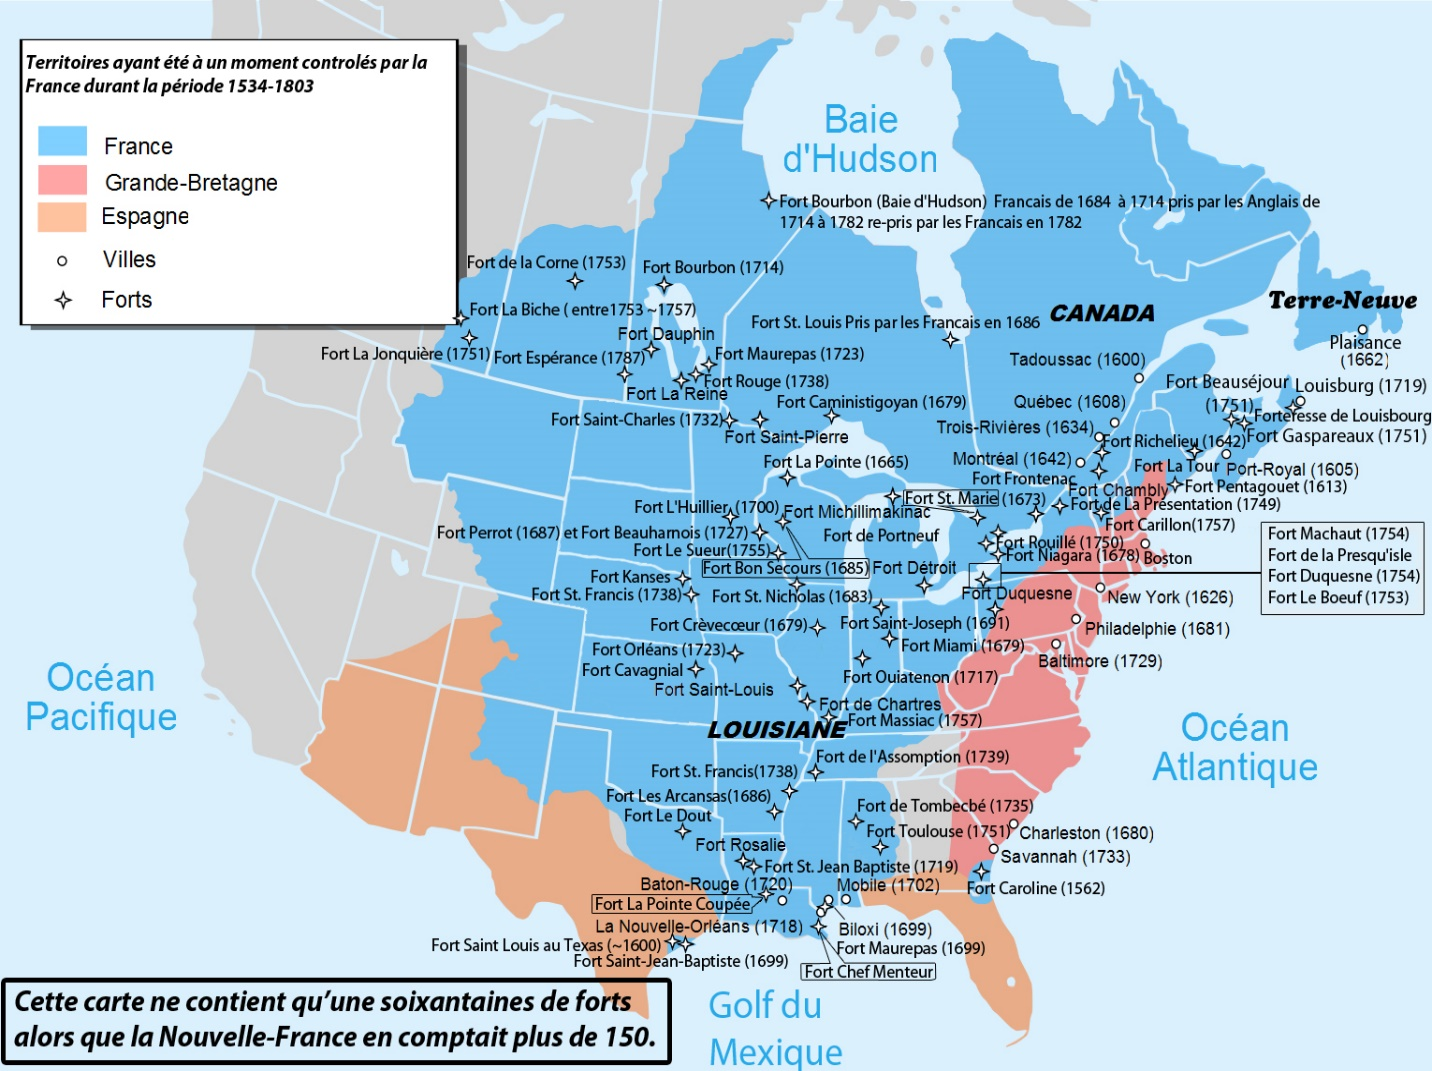 Territoires ayant été à un moment controlés par la
France durant la période 1534-1803
France
Grande-Bretagne
Espagne
Villes
Forts
Baie
d'Hudson
Fort Bourbon (Baie d'Hudson) Francais de 1684 à 1714 pris par les Anglais de
1714 à 1782 re-pris par les Francais en 1782
Fort de la Corne (1753)
Fort Bourbon (1714)
Fort La Biche ( entre1753 ~1757)
Fort Dauphin
Fort La Jonquière (1751)
Fort Espérance (1787)
Fort Maurepas (1723)
Fort Rouge (1738)
Fort La Reine
Fort St. Louis Pris par les Francais en 1686
CANADA
Terre-Neuve
Plaisance
(1662)
Tadoussac (1600)
Fort Beauséjour
(1751)
Louisburg (1719)
Forteresse de Louisbourg
Fort Gaspareaux (1751)
Québec (1608)
Trois-Rivières (1634)
Fort Richelieu (1642)
Montréal (1642)
Fort La Tour
Port-Royal (1605)
Fort Caministigoyan (1679)
Fort Saint-Charles (1732)
Fort Saint-Pierre
Fort La Pointe (1665)
Fort Frontenac
Fort Chambly
Fort Pentagouet (1613)
Fort St. Marie (1673)
Fort de La Présentation (1749)
Fort L'Huillier (1700)
Fort Michillimakinac
Fort Carillon(1757)
Fort Perrot (1687) et Fort Beauharnois (1727)
Fort de Portneuf
Fort Rouillé (1750)
Fort Le Sueur(1755)
Fort Niagara (1678)
Boston
Fort Bon Secours (1685)
Fort Détroit
Fort Machaut (1754)
Fort de la Presqu'isle
Fort Duquesne (1754)
Fort Le Boeuf (1753)
Fort Kanses
Fort St. Francis (1738)
Fort St. Nicholas (1683)
Fort Duquesne
New York (1626)
Fort Crèvecœur (1679)
Fort Saint-Joseph (1691)
Philadelphie (1681)
Fort Orléans (1723)
Fort Miami (1679)
Baltimore (1729)
Fort Cavagnial
Fort Ouiatenon (1717)
Fort Saint-Louis
Fort de Chartres
Fort Massiac (1757)
LOUISIANE
Océan
Pacifique
Océan
Atlantique
Fort de l'Assomption (1739)
Fort St. Francis(1738)
Fort Les Arcansas(1686)
Fort de Tombecbé (1735)
Fort Le Dout
Fort Toulouse (1751)
Charleston (1680)
Fort Rosalie
Savannah (1733)
Fort St. Jean Baptiste (1719)
Baton-Rouge (1720)
Mobile (1702)
Fort Caroline (1562)
Fort La Pointe Coupée
La Nouvelle-Orléans (1718)
Biloxi (1699)
Fort Saint Louis au Texas (~1600)
Fort Maurepas (1699)
Fort Saint-Jean-Baptiste (1699)
Fort Chef Menteur
Golf du
Mexique
Cette carte ne contient qu'une soixantaines de forts
alors que la Nouvelle-France en comptait plus de 150.